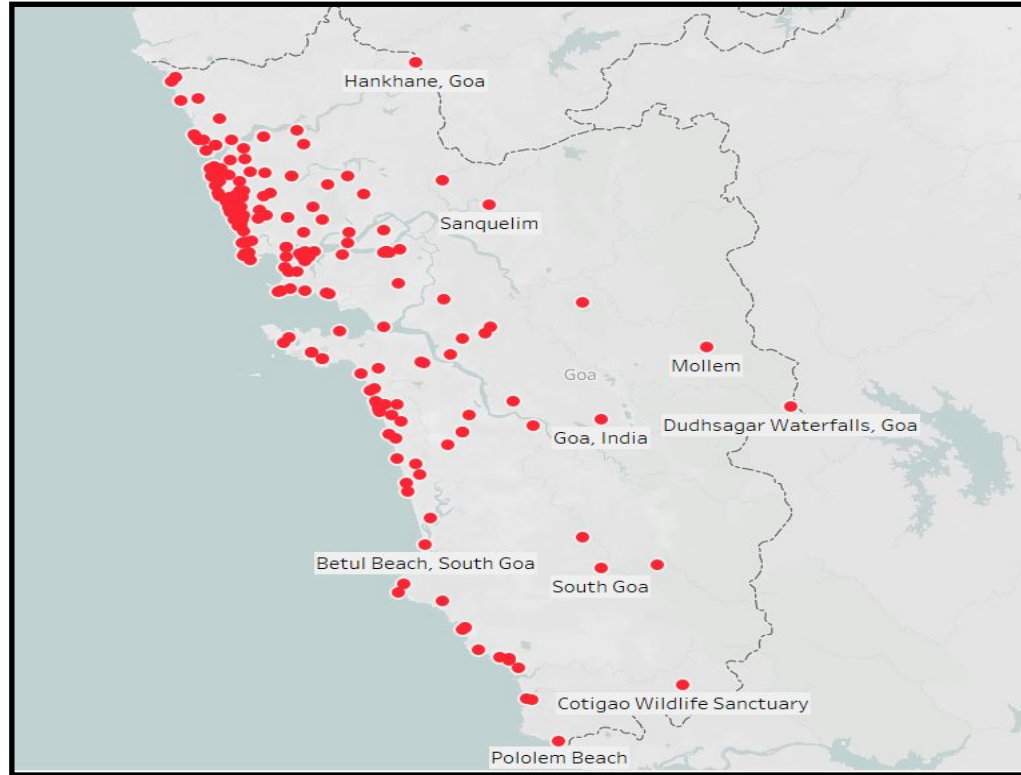 Hankhane, Goa
Sanquelim
Mollem
Goa
Dudhsagar Waterfalls, Goa
Goa, India
Betul Beach, South Goa
South Goa
Cotigao Wildlife Sanctuary
Pololem Beach